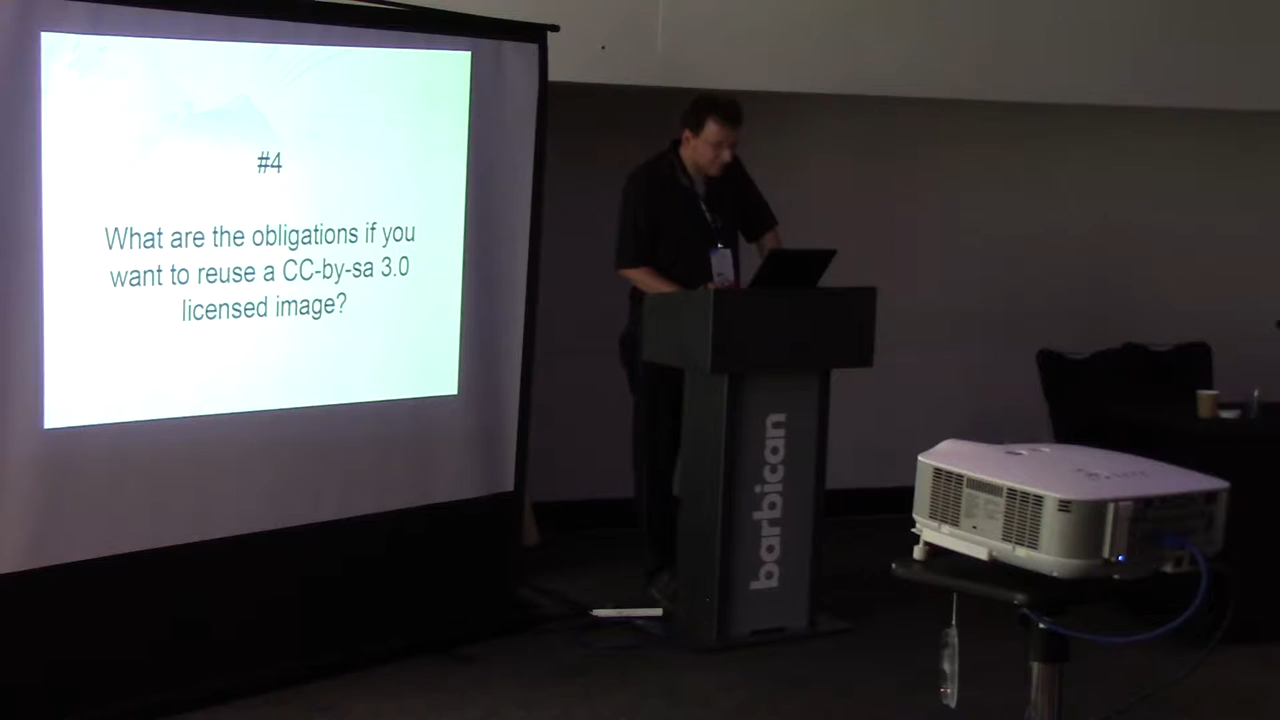 #4
What are the obligations if you
want to reuse a CC-by-sa 3.0
licensed image?
barbican